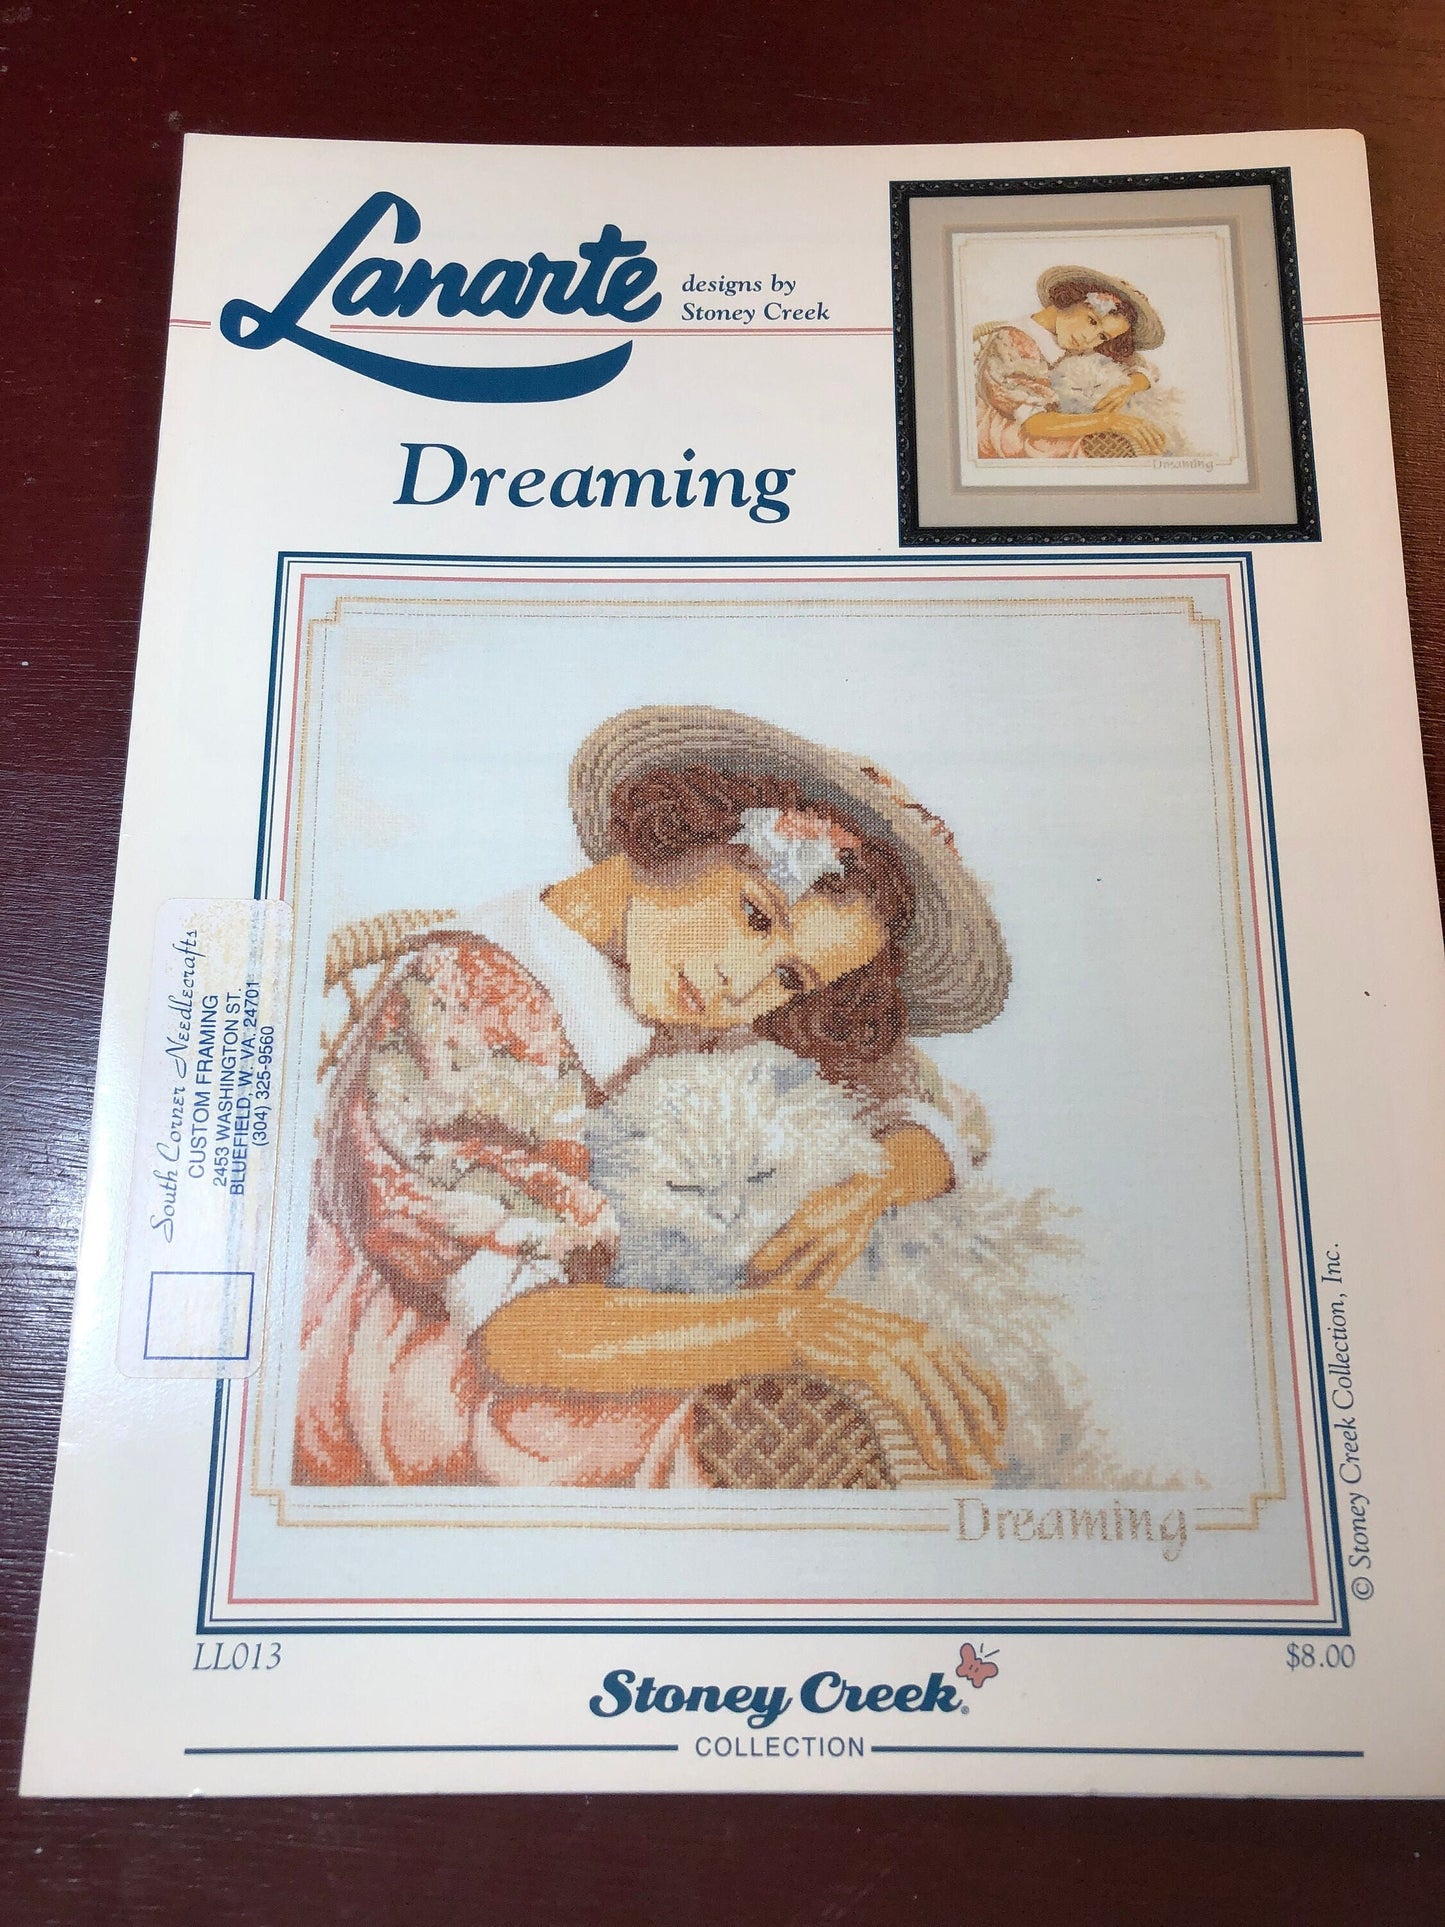 Lanarte
designs by
Stoney Creek
Dreaming
Dreaming
South Corner Needlecrafts
CUSTOM FRAMING
2453 WASHINGTON ST.
BLUEFIELD, W. VA. 24701
(304) 325-9560
Dreaming
© Stoney Creek Collection, Inc.
LL013
$8.00
Stoney Creek®
COLLECTION